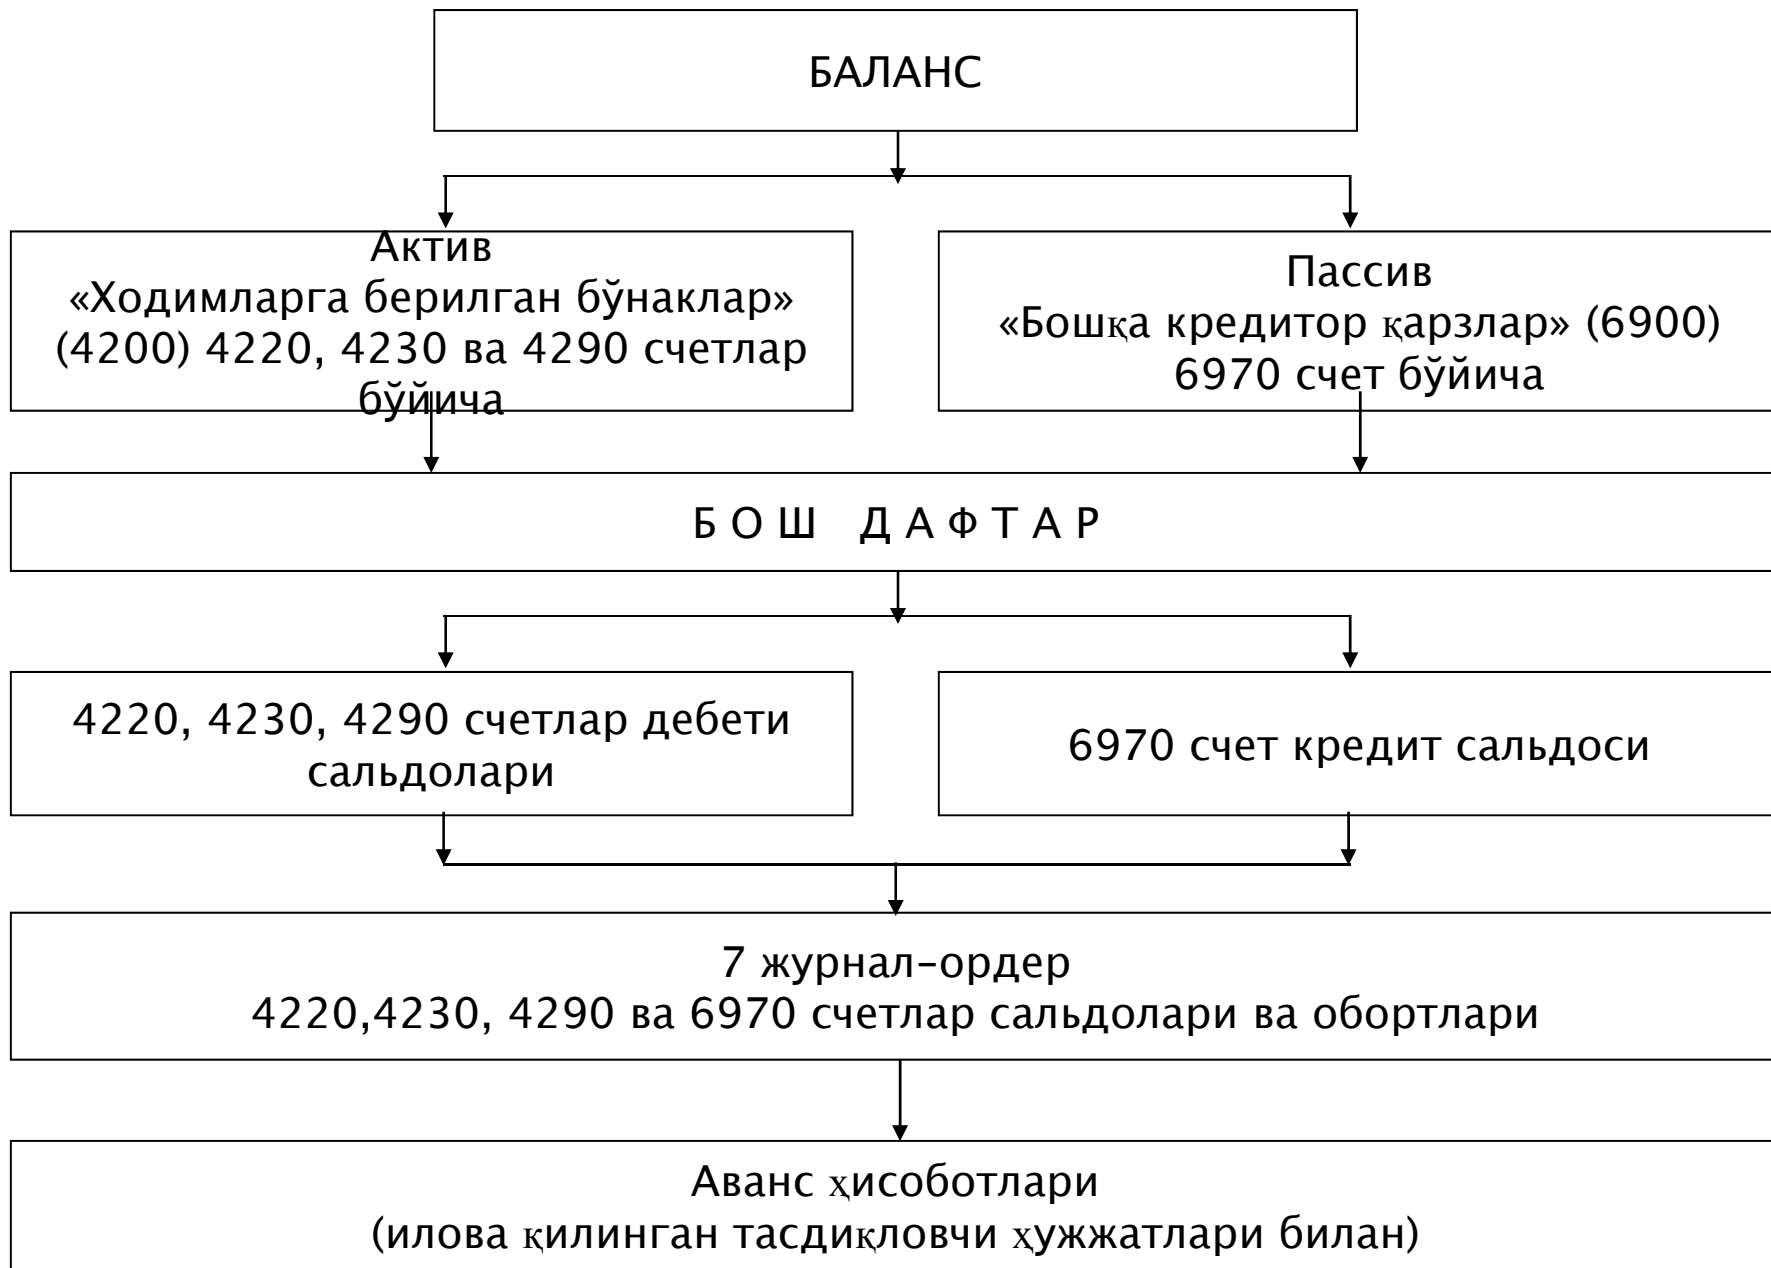 БАЛАНС
Актив
«Ходимларга берилган бўнаклар»
(4200) 4220, 4230 ва 4290 счетлар
бўйича
Пассив
«Бошқа кредитор қарзлар» (6900)
6970 счет бўйича
Б О Ш Д А Ф Т А Р
4220, 4230, 4290 счетлар дебети
сальдолари
6970 счет кредит сальдоси
7 журнал-ордер
4220,4230, 4290 ва 6970 счетлар сальдолари ва обортлари
Аванс ҳисоботлари
(илова қилинган тасдиқловчи ҳужжатлари билан)